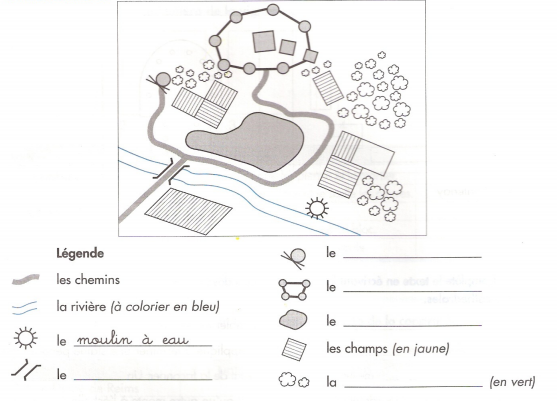 Légende
les chemins
la rivière (à colorier en bleu)
le moulin à eau
le
le
le
le
les champs (en jaune)
la (en vert)